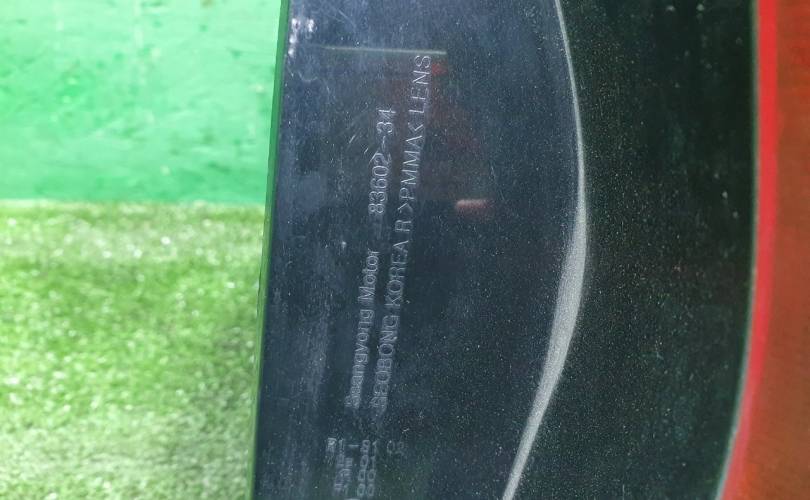 Ssangyong Motor 83602-34
SEOBONG KOREA R >PMMA< LENS